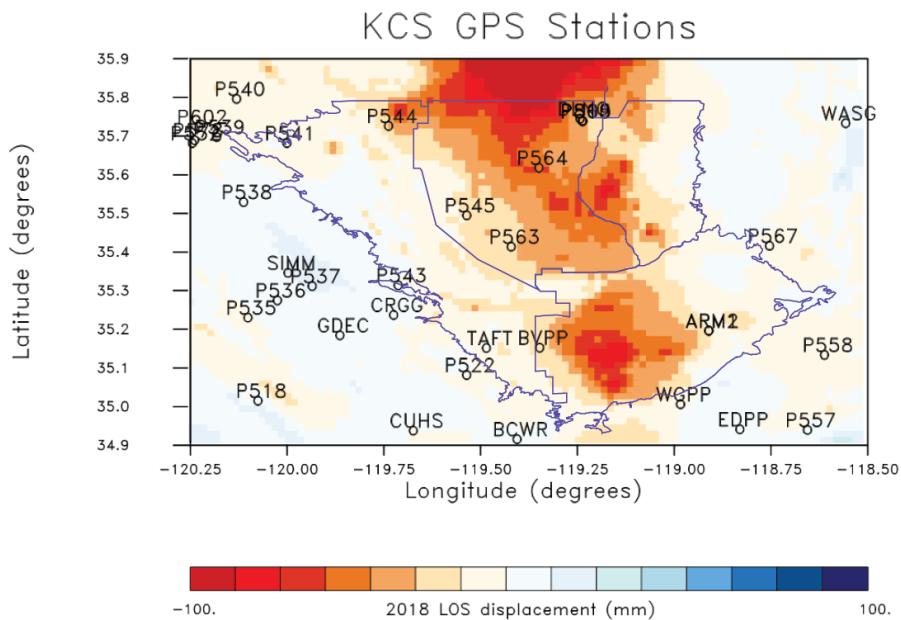 KCS GPS Stations
35.9
P540
35.8
P602
P544
WASG
P539
P541
35.7
P564
35.6
P538
P545
35.5
P563
P567
35.4
SIMM
P537
P543
35.3
P536
P535
CRGG
GDEC
ARM2
35.2
TAFT
BVPP
P558
P522
35.1
P518
WGPP
35.0
CUHS
BCWR
EDPP
P557
34.9
Latitude (degrees)
-120.25 -120.00 -119.75 -119.50 -119.25 -119.00 -118.75 -118.50
Longitude (degrees)
-100. 2018 LOS displacement (mm) 100.